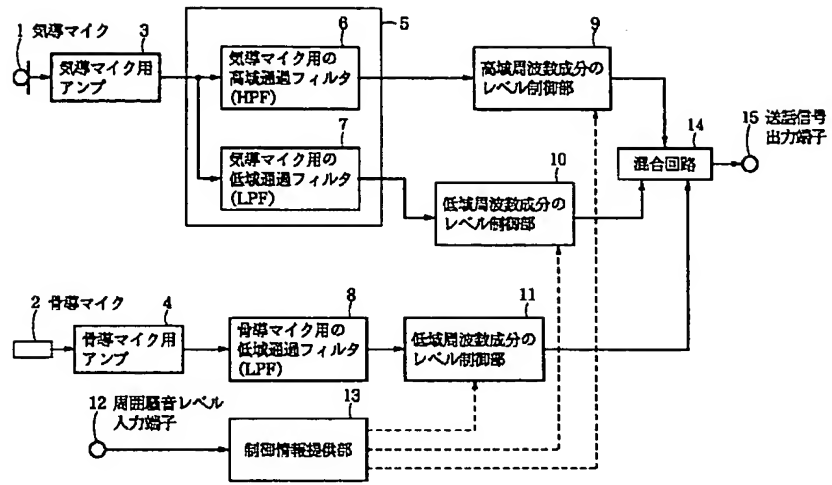 1 気導マイク
3
気導マイク用
アンプ
5
6
気導マイク用の
高域通過フィルタ
(HPF)
7
気導マイク用の
低域通過フィルタ
(LPF)
9
高域周波数成分の
レベル制御部
10
低域周波数成分の
レベル制御部
14
混合回路
15 送話信号
出力端子
2 骨導マイク
4
骨導マイク用
アンプ
8
骨導マイク用の
低域通過フィルタ
(LPF)
11
低域周波数成分の
レベル制御部
12 周囲騒音レベル
入力端子
13
制御情報提供部